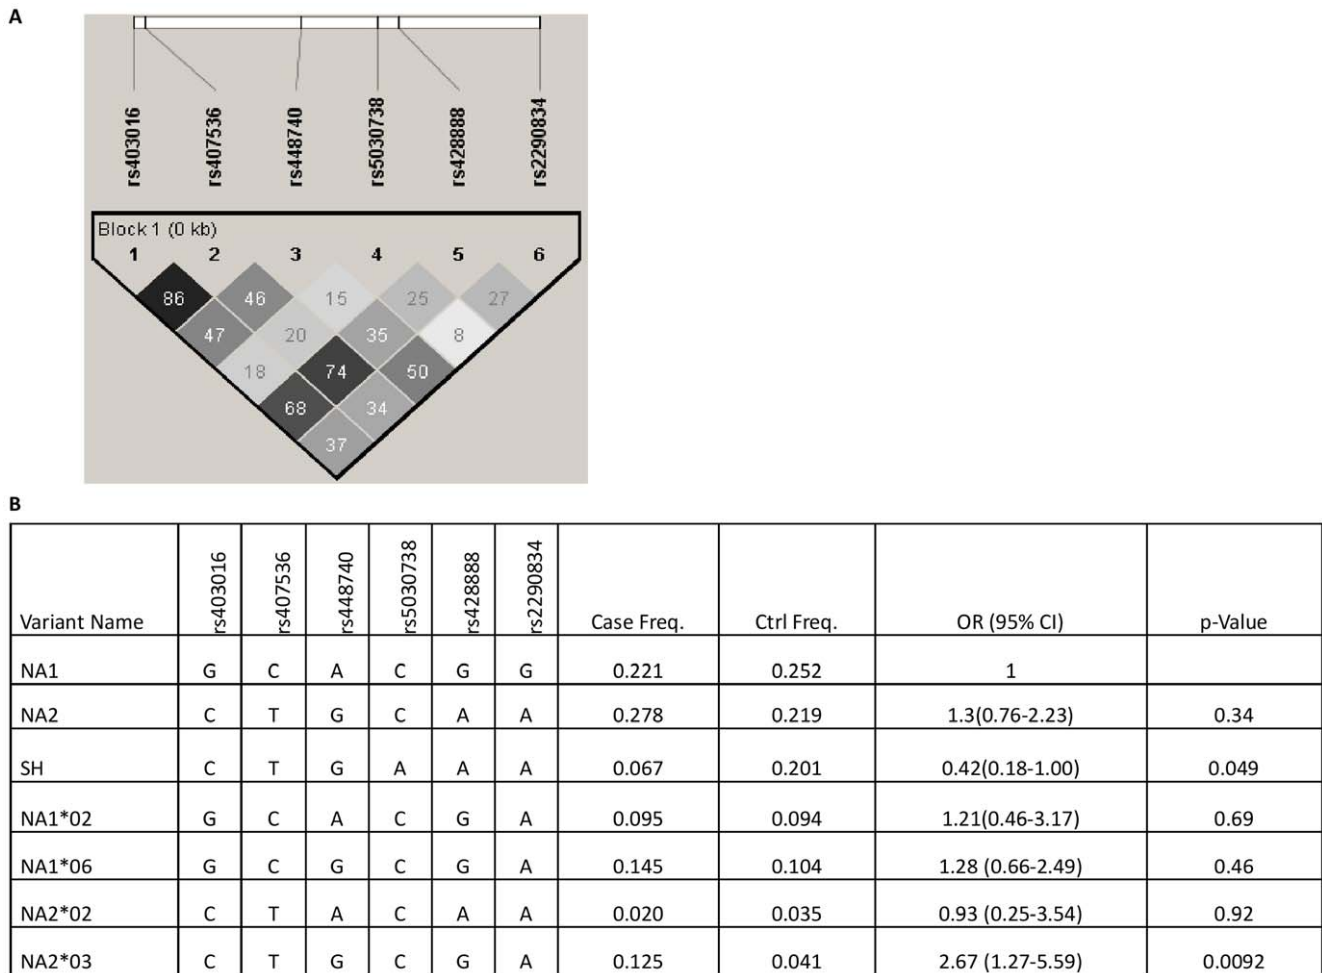 A
rs403016 rs407536 rs448740 rs5030738 rs428888 rs2290834
Block 1 (0 kb)
1 2 3 4 5 6
86 46 15 25 27
47 20 35 8
18 74 50
68 34
37
B
Variant Name rs403016 rs407536 rs448740 rs5030738 rs428888 rs2290834 Case Freq. Ctrl Freq. OR (95% CI) p-Value
NA1 G C A C G G 0.221 0.252 1
NA2 C T G C A A 0.278 0.219 1.3(0.76-2.23) 0.34
SH C T G A A A 0.067 0.201 0.42(0.18-1.00) 0.049
NA1*02 G C A C G A 0.095 0.094 1.21(0.46-3.17) 0.69
NA1*06 G C G C G A 0.145 0.104 1.28 (0.66-2.49) 0.46
NA2*02 C T A C A A 0.020 0.035 0.93 (0.25-3.54) 0.92
NA2*03 C T G C G A 0.125 0.041 2.67 (1.27-5.59) 0.0092